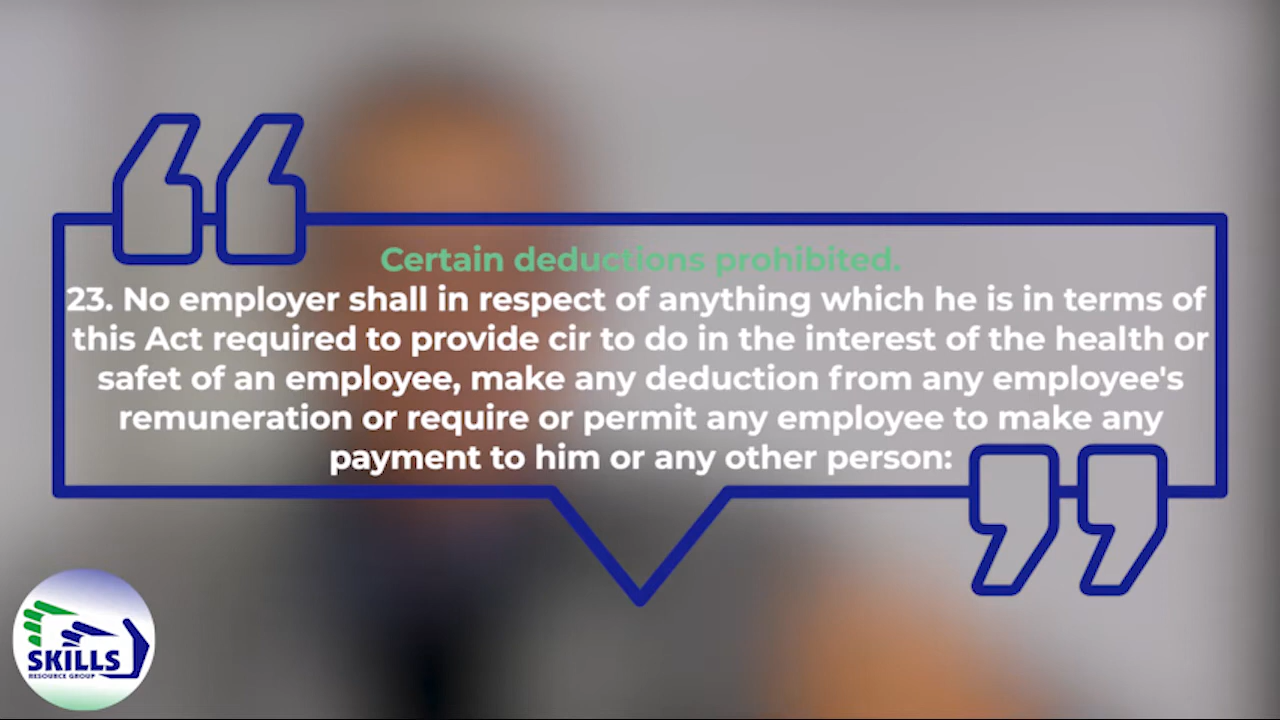 Certain deductions prohibited.
23. No employer shall in respect of anything which he is in terms of
this Act required to provide cir to do in the interest of the health or
safet of an employee, make any deduction from any employee's
remuneration or require or permit any employee to make any
payment to him or any other person:
SKILLS
RESOURCE GROUP